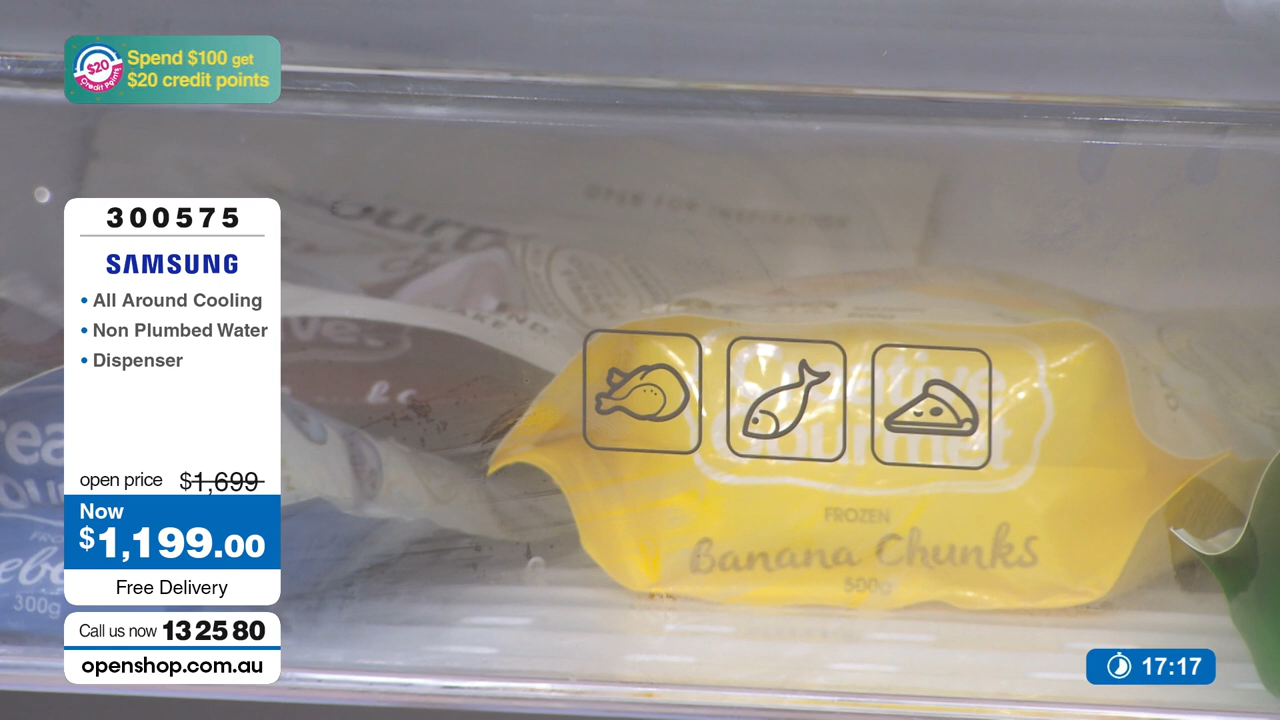 Spend $100 get
$20 credit points
$20
Credit Points
300575
SAMSUNG
• All Around Cooling
• Non Plumbed Water
• Dispenser
open price $1,699
Now
$1,199.00
Free Delivery
Call us now 13 25 80
openshop.com.au
Creative
Gourmet
FROZEN
Banana Chunks
500g
300g
17:17